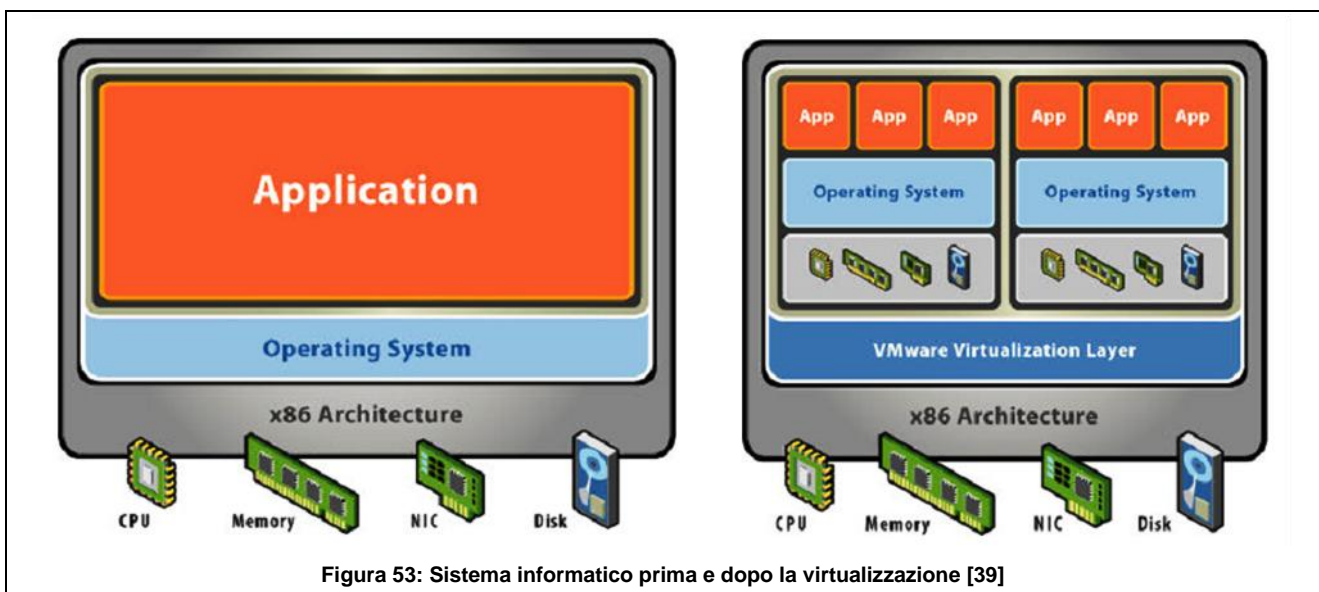 Application
Operating System
x86 Architecture
CPU
Memory
NIC
Disk
App App App
Operating System
App App App
Operating System
VMware Virtualization Layer
x86 Architecture
CPU
Memory
NIC
Disk
Figura 53: Sistema informatico prima e dopo la virtualizzazione [39]